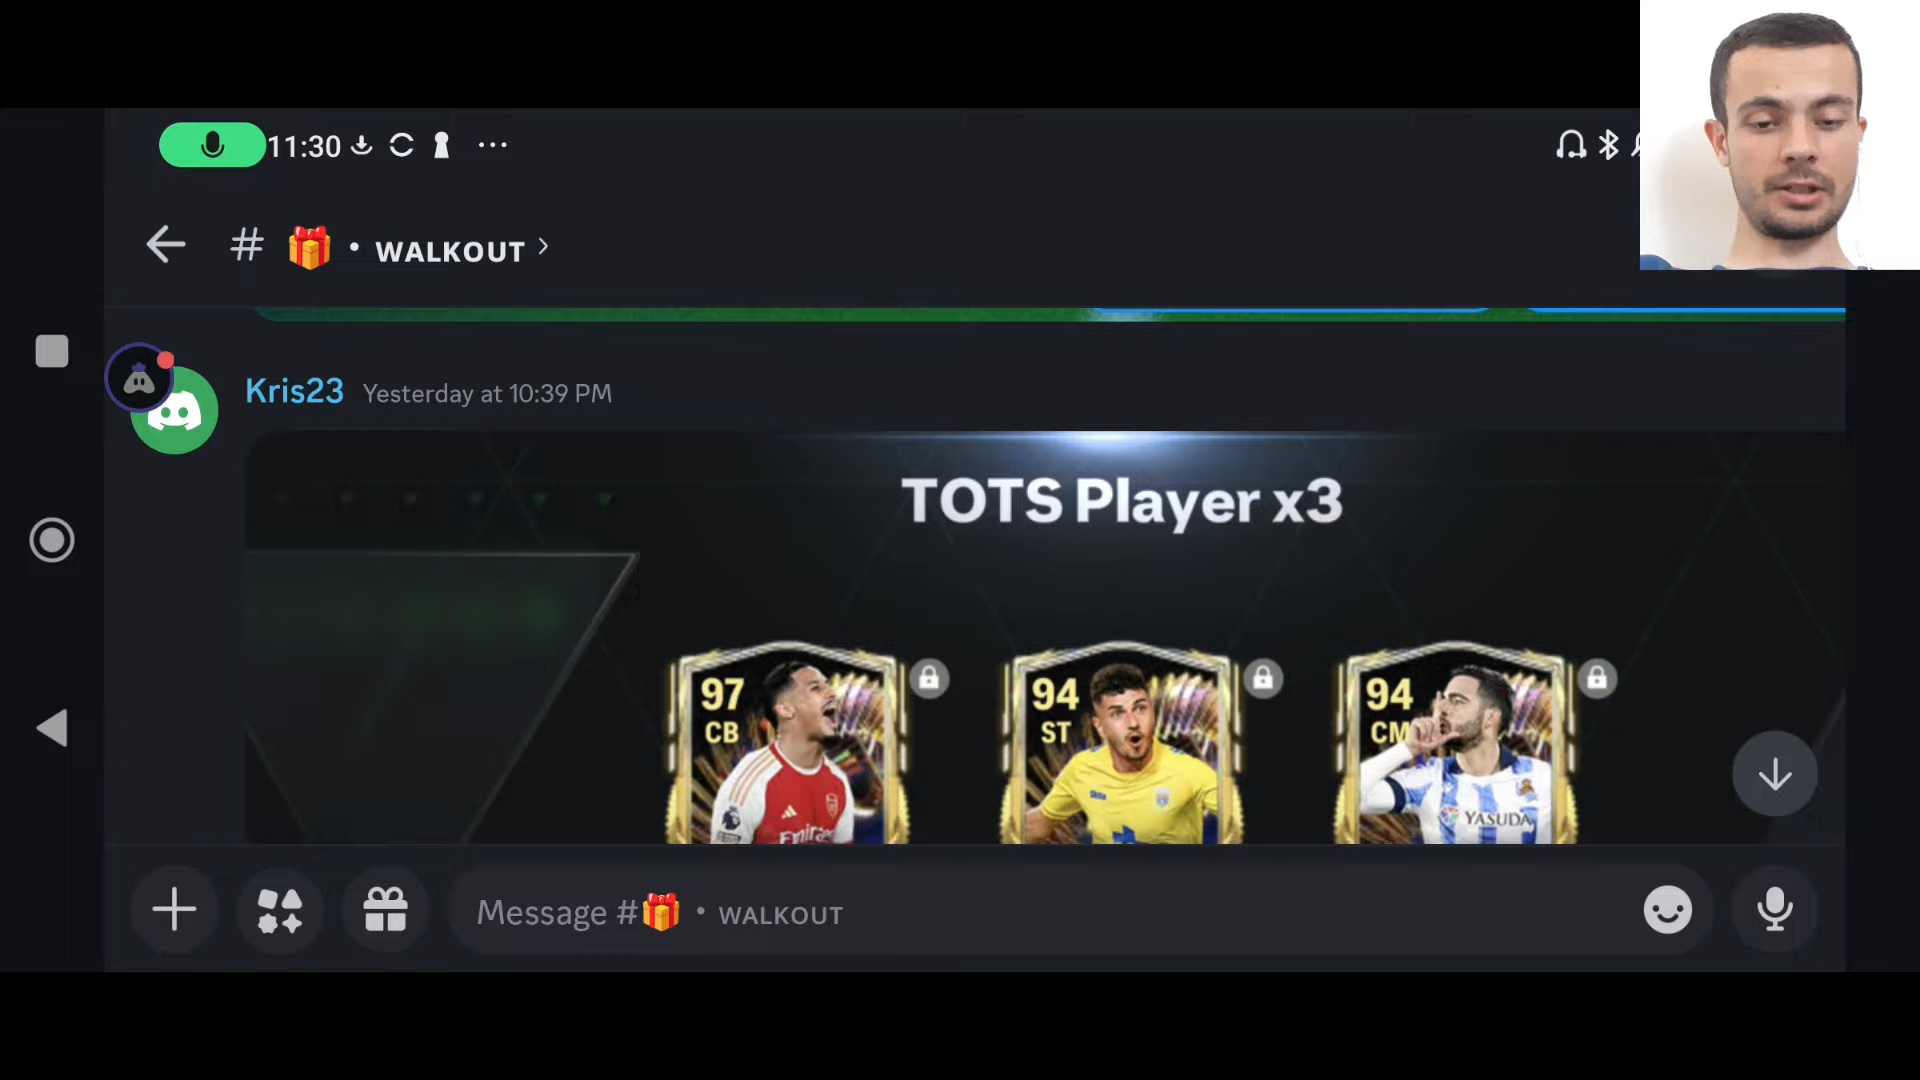 11:30
# 🎁 • WALKOUT
Kris23 Yesterday at 10:39 PM
TOTS Player x3
97
CB
94
ST
94
CM
Emirates
YASUDA
Message #🎁 • WALKOUT